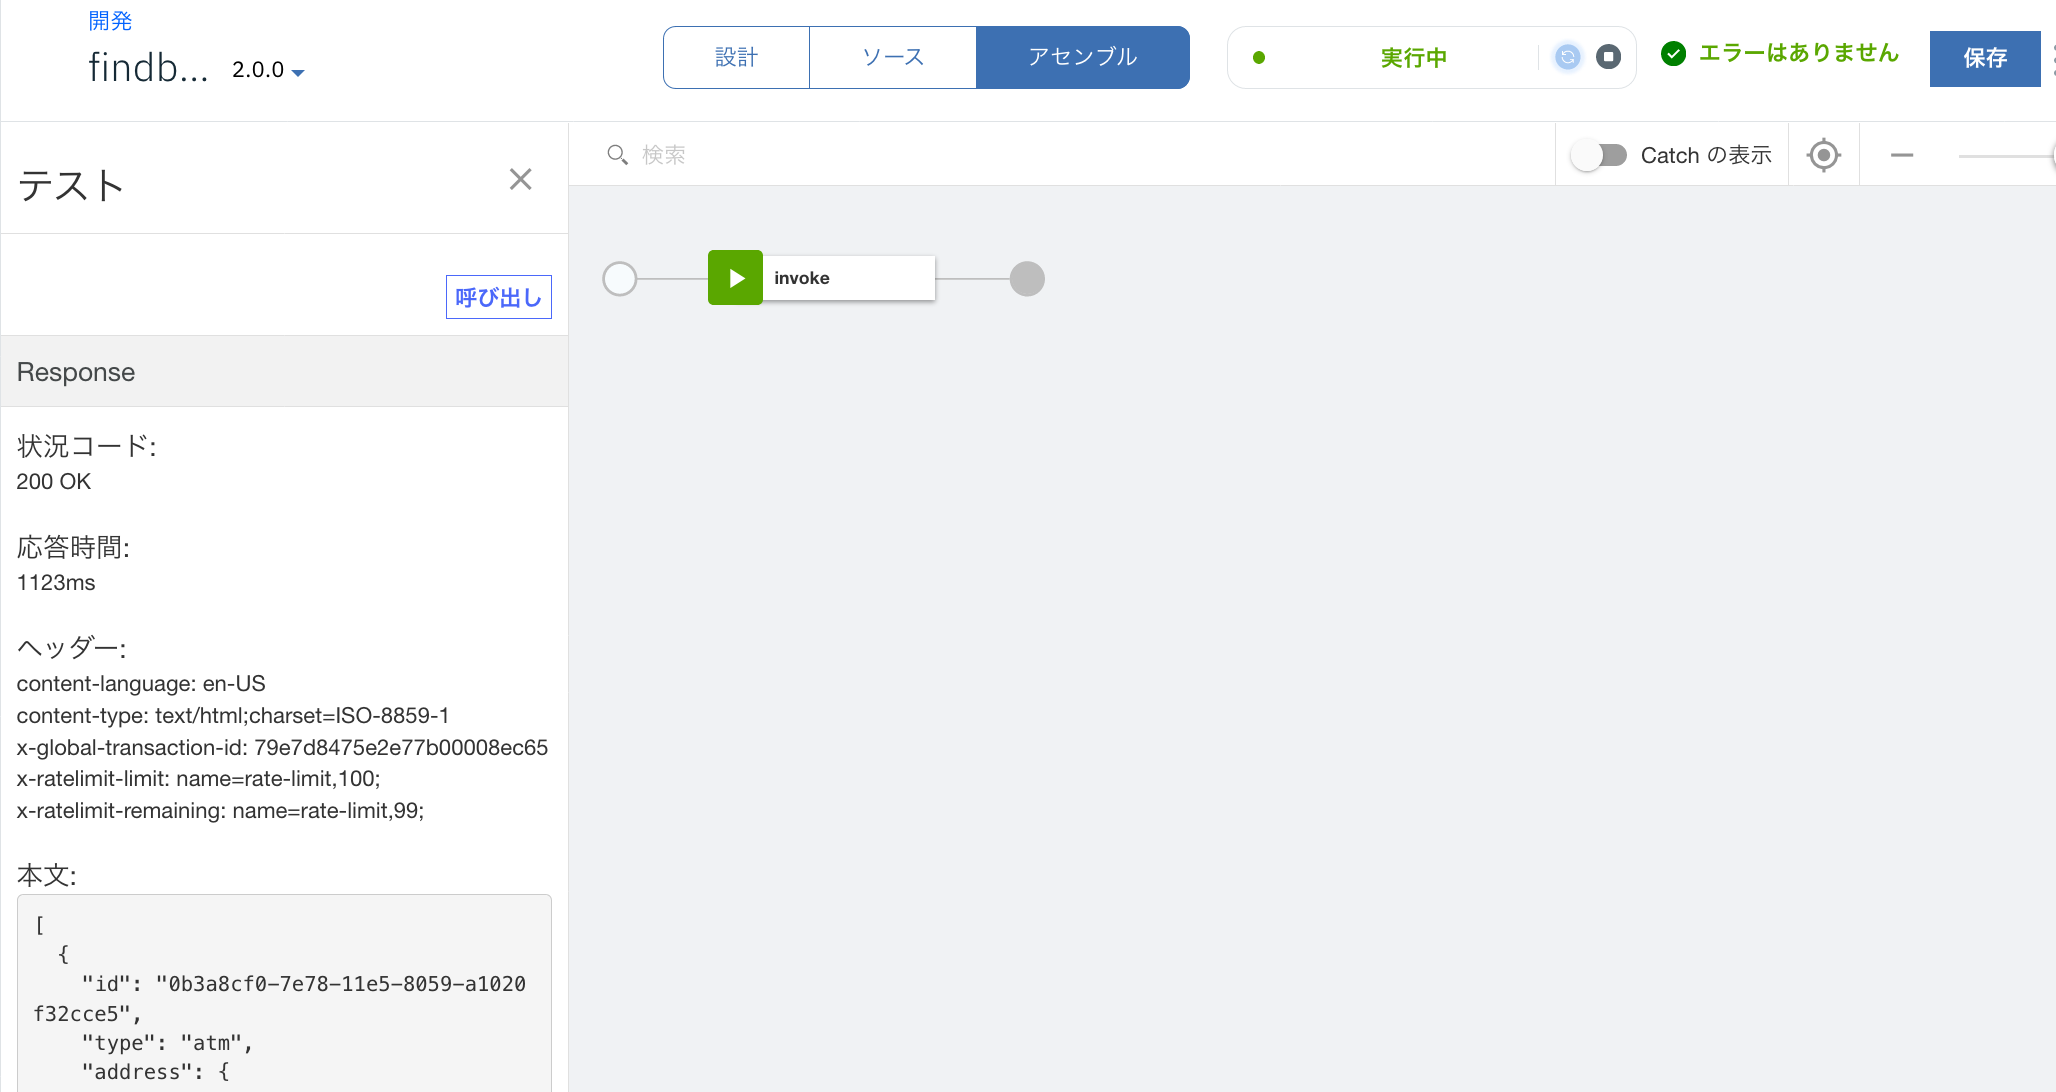 開発
findb... 2.0.0
設計 ソース アセンブル
実行中
エラーはありません
保存
テスト
検索
Catch の表示
呼び出し
invoke
Response
状況コード:
200 OK
応答時間:
1123ms
ヘッダー:
content-language: en-US
content-type: text/html;charset=ISO-8859-1
x-global-transaction-id: 79e7d8475e2e77b00008ec65
x-ratelimit-limit: name=rate-limit,100;
x-ratelimit-remaining: name=rate-limit,99;
本文:
[
{
"id": "0b3a8cf0-7e78-11e5-8059-a1020
f32cce5",
"type": "atm",
"address": {